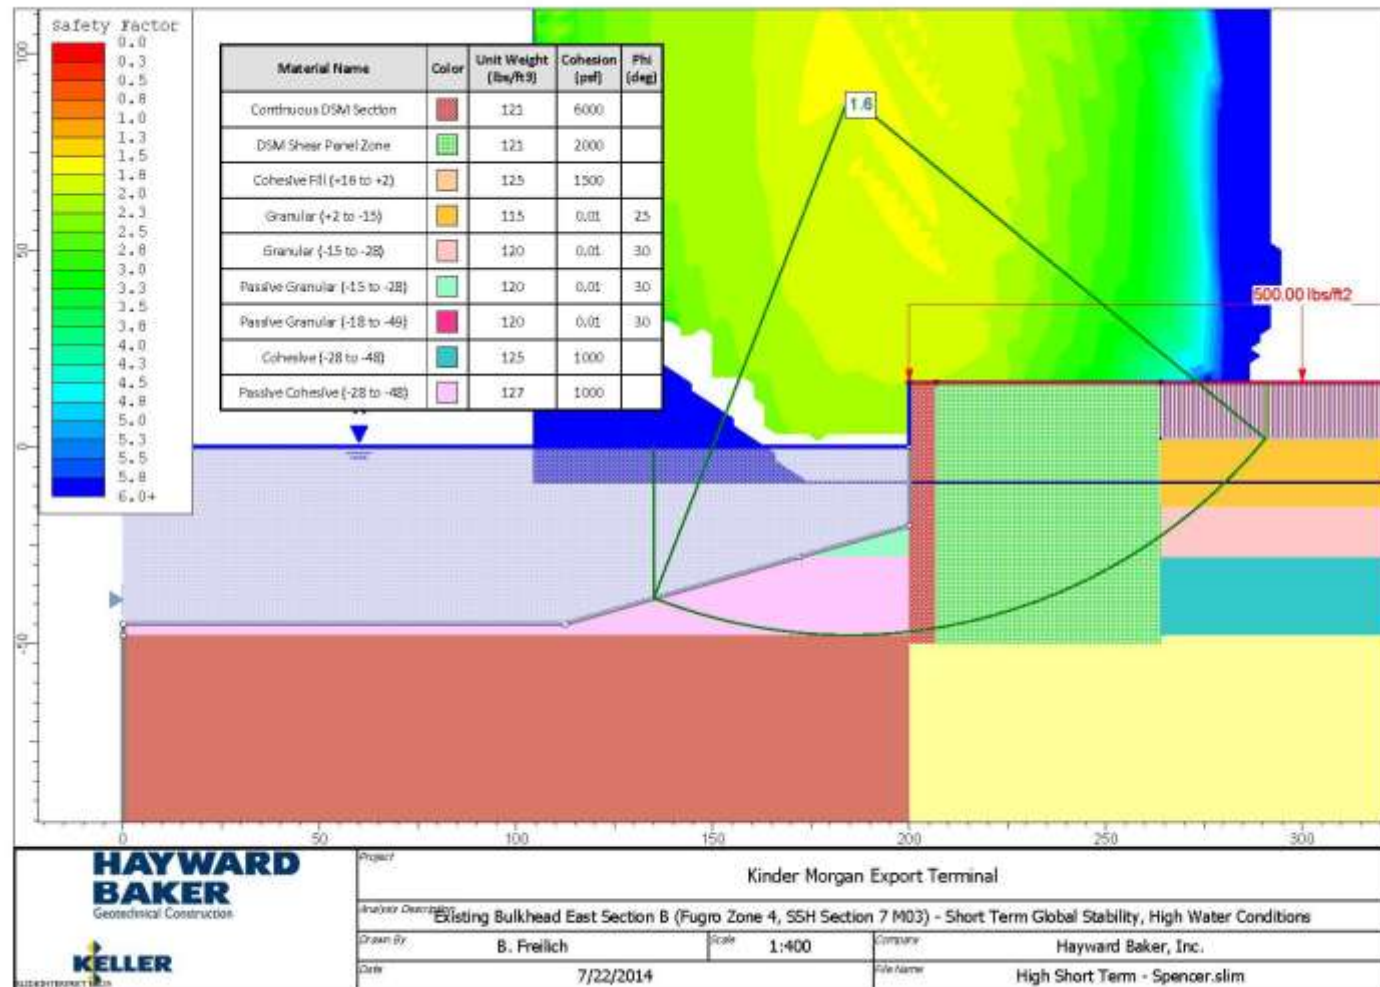 Safety Factor
0.0
0.3
0.5
0.8
1.0
1.3
1.5
1.8
2.0
2.3
2.5
2.8
3.0
3.3
3.5
3.8
4.0
4.3
4.5
4.8
5.0
5.3
5.5
5.8
6.0+
Material Name Color Unit Weight (lbs/ft3) Cohesion (psf) Phi (deg)
Continuous DSM Section 121 6000
DSM Shear Panel Zone 121 2000
Cohesive Fill (+16 to +2) 125 1500
Granular (+2 to -15) 115 0.01 25
Granular (-15 to -28) 120 0.01 30
Passive Granular (-15 to -28) 120 0.01 30
Passive Granular (-18 to -49) 120 0.01 30
Cohesive (-28 to -48) 125 1000
Passive Cohesive (-28 to -48) 127 1000
1.6
500.00 lbs/ft2
100
50
0
-50
0 50 100 150 200 250 300
HAYWARD
BAKER
Geotechnical Construction
KELLER
Project
Kinder Morgan Export Terminal
Analysis Description
Existing Bulkhead East Section B (Fugro Zone 4, SSH Section 7 M03) - Short Term Global Stability, High Water Conditions
Drawn By B. Freilich Scale 1:400 Company Hayward Baker, Inc.
Date 7/22/2014 File Name High Short Term - Spencer.slim